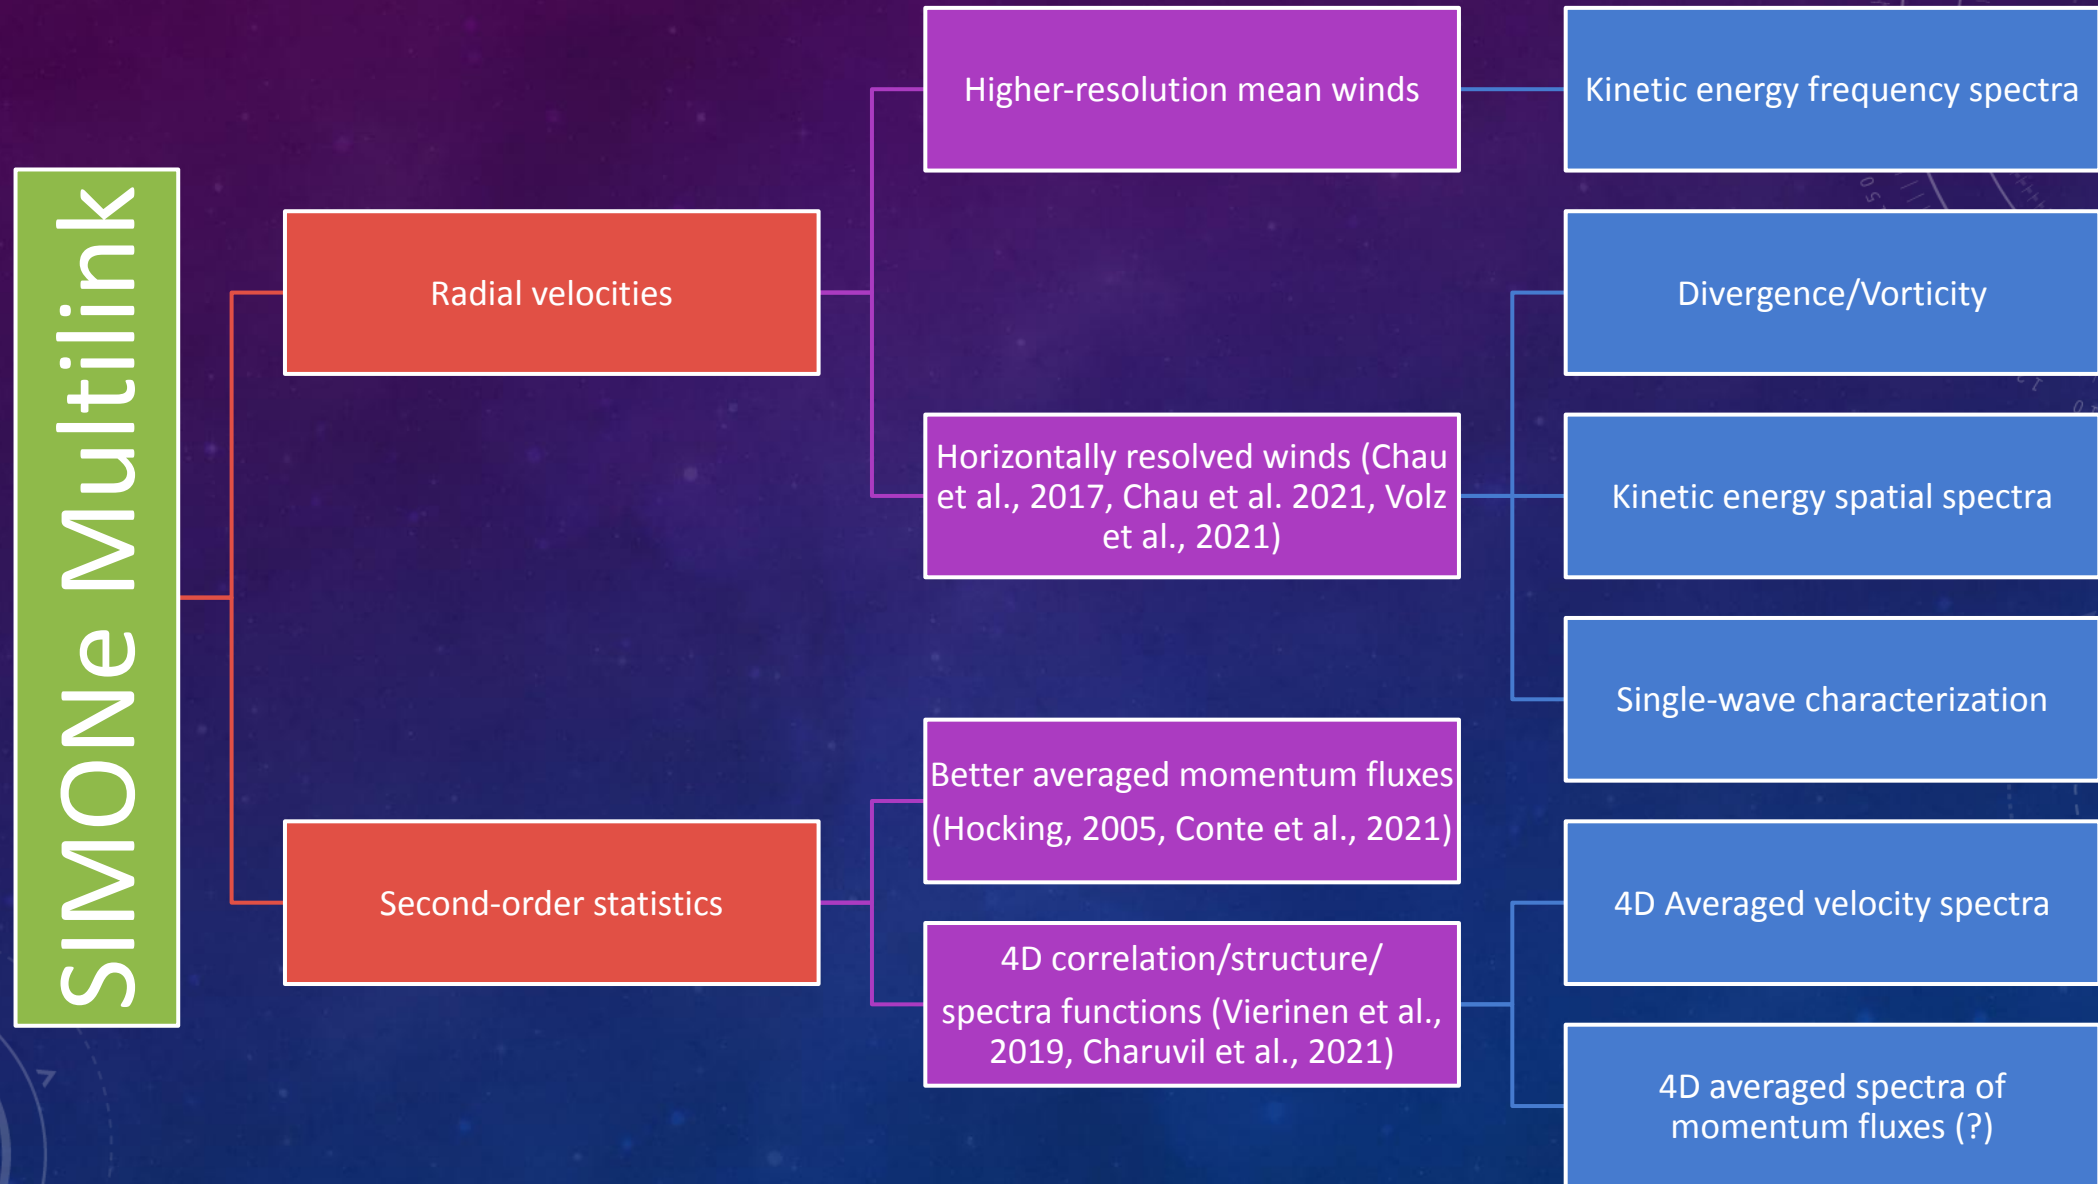 SIMONe Multilink
Radial velocities
Higher-resolution mean winds
Kinetic energy frequency spectra
Horizontally resolved winds (Chau
et al., 2017, Chau et al. 2021, Volz
et al., 2021)
Divergence/Vorticity
Kinetic energy spatial spectra
Single-wave characterization
Second-order statistics
Better averaged momentum fluxes
(Hocking, 2005, Conte et al., 2021)
4D correlation/structure/
spectra functions (Vierinen et al.,
2019, Charuvil et al., 2021)
4D Averaged velocity spectra
4D averaged spectra of
momentum fluxes (?)